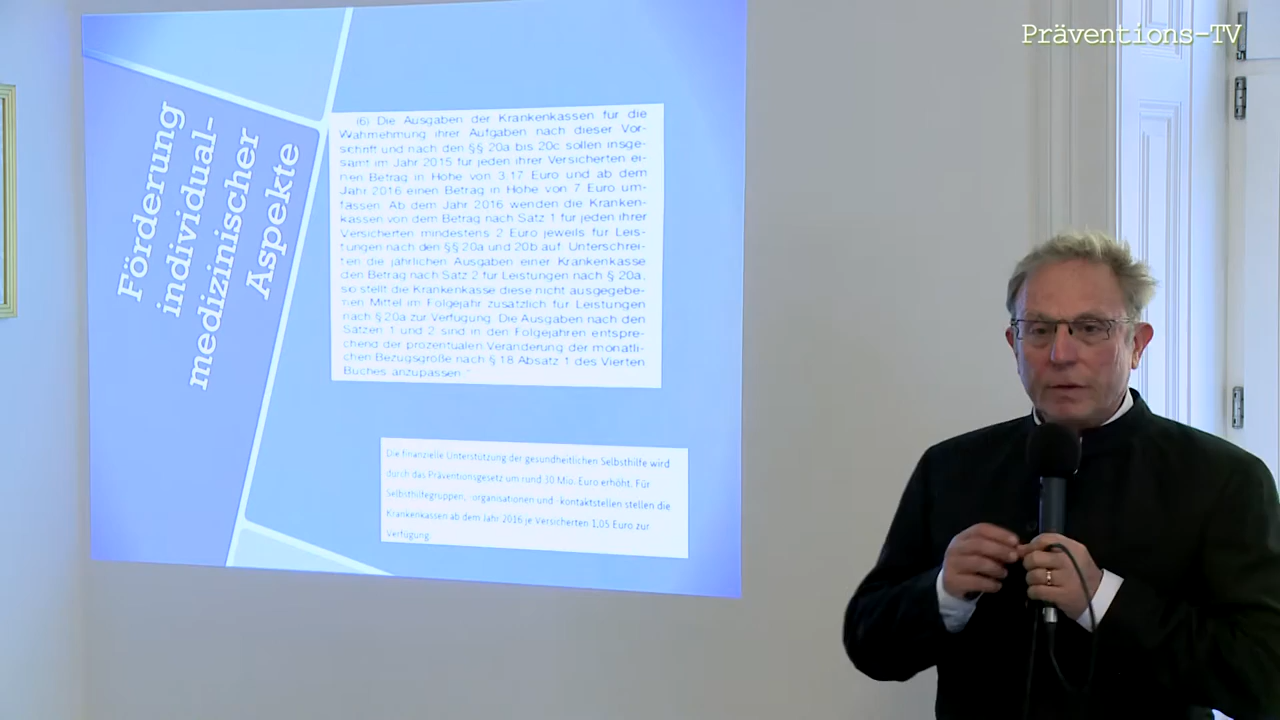 Präventions-TV
Förderung
individual-
medizinischer
Aspekte
(6) Die Ausgaben der Krankenkassen für die
Wahrnehmung ihrer Aufgaben nach dieser Vor-
schrift und nach den §§ 20a bis 20c sollen insge-
samt im Jahr 2015 für jeden ihrer Versicherten ei-
nen Betrag in Höhe von 3,17 Euro und ab dem
Jahr 2016 einen Betrag in Höhe von 7 Euro um-
fassen. Ab dem Jahr 2016 wenden die Kranken-
kassen von dem Betrag nach Satz 1 für jeden ihrer
Versicherten mindestens 2 Euro jeweils für Leis-
tungen nach den §§ 20a und 20b auf. Unterschrei-
ten die jährlichen Ausgaben einer Krankenkasse
den Betrag nach Satz 2 für Leistungen nach § 20a,
so stellt die Krankenkasse diese nicht ausgegebe-
nen Mittel im Folgejahr zusätzlich für Leistungen
nach § 20a zur Verfügung. Die Ausgaben nach den
Sätzen 1 und 2 sind in den Folgejahren entspre-
chend der prozentualen Veränderung der monatli-
chen Bezugsgröße nach § 18 Absatz 1 des Vierten
Buches anzupassen."
Die finanzielle Unterstützung der gesundheitlichen Selbsthilfe wird
durch das Präventionsgesetz um rund 30 Mio. Euro erhöht. Für
Selbsthilfegruppen, -organisationen und -kontaktstellen stellen die
Krankenkassen ab dem Jahr 2016 je Versicherten 1,05 Euro zur
Verfügung.